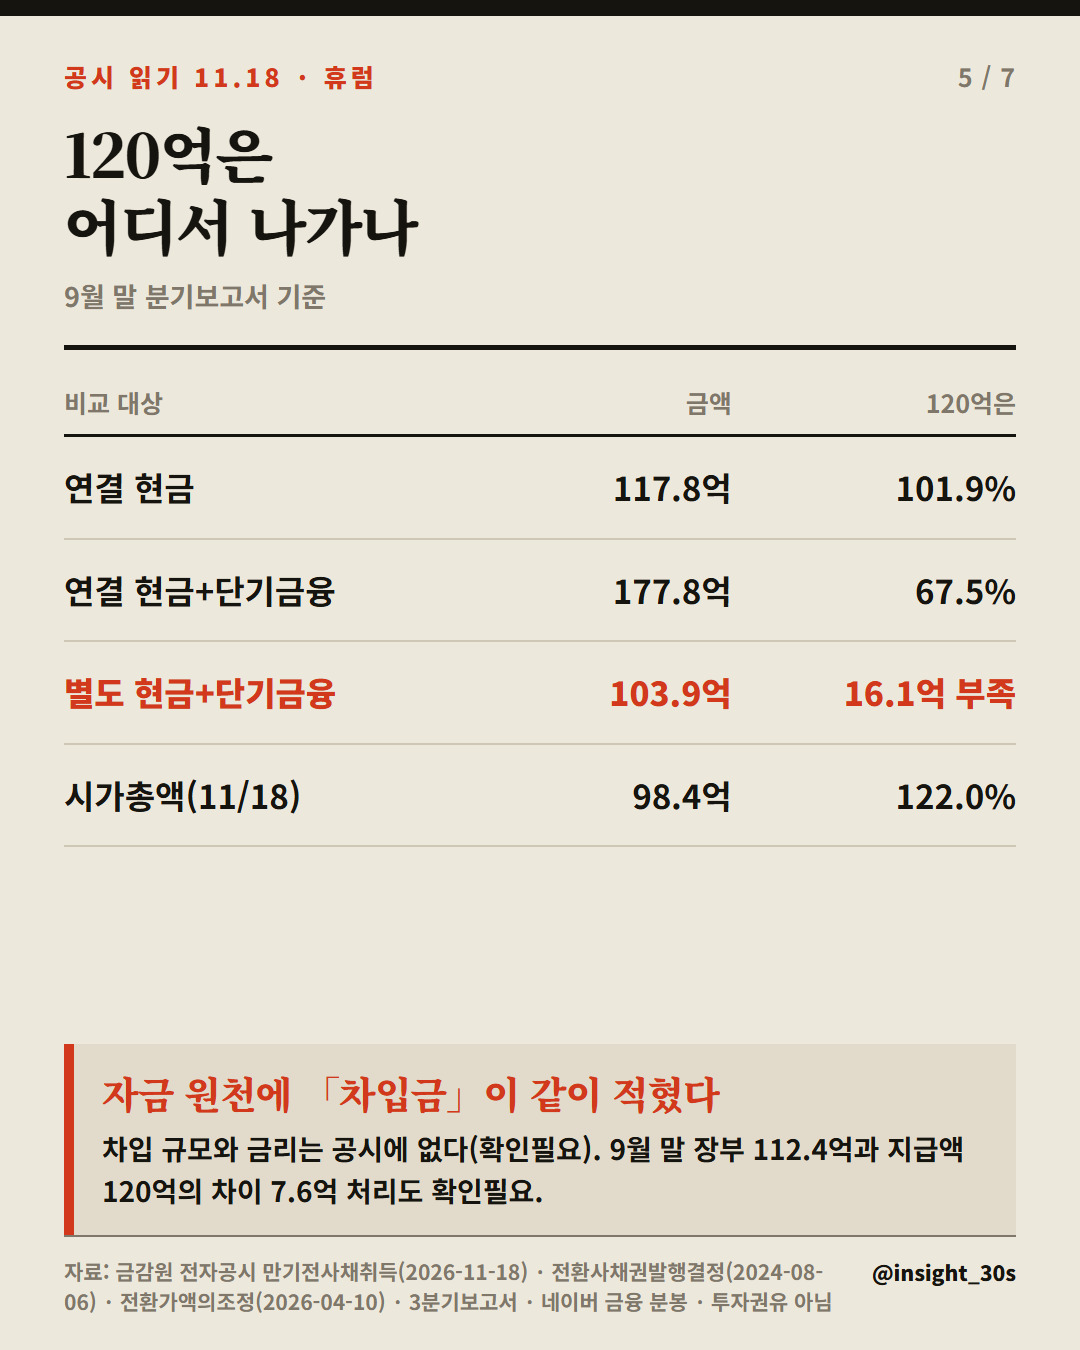 공시 읽기 11.18 · 휴럼
5 / 7
120억은
어디서 나가나
9월 말 분기보고서 기준
비교 대상 금액 120억은
연결 현금 117.8억 101.9%
연결 현금+단기금융 177.8억 67.5%
별도 현금+단기금융 103.9억 16.1억 부족
시가총액(11/18) 98.4억 122.0%
자금 원천에 「차입금」이 같이 적혔다
차입 규모와 금리는 공시에 없다(확인필요). 9월 말 장부 112.4억과 지급액
120억의 차이 7.6억 처리도 확인필요.
자료: 금감원 전자공시 만기전사채취득(2026-11-18) · 전환사채권발행결정(2024-08-
06) · 전환가액의조정(2026-04-10) · 3분기보고서 · 네이버 금융 분봉 · 투자권유 아님
@insight_30s